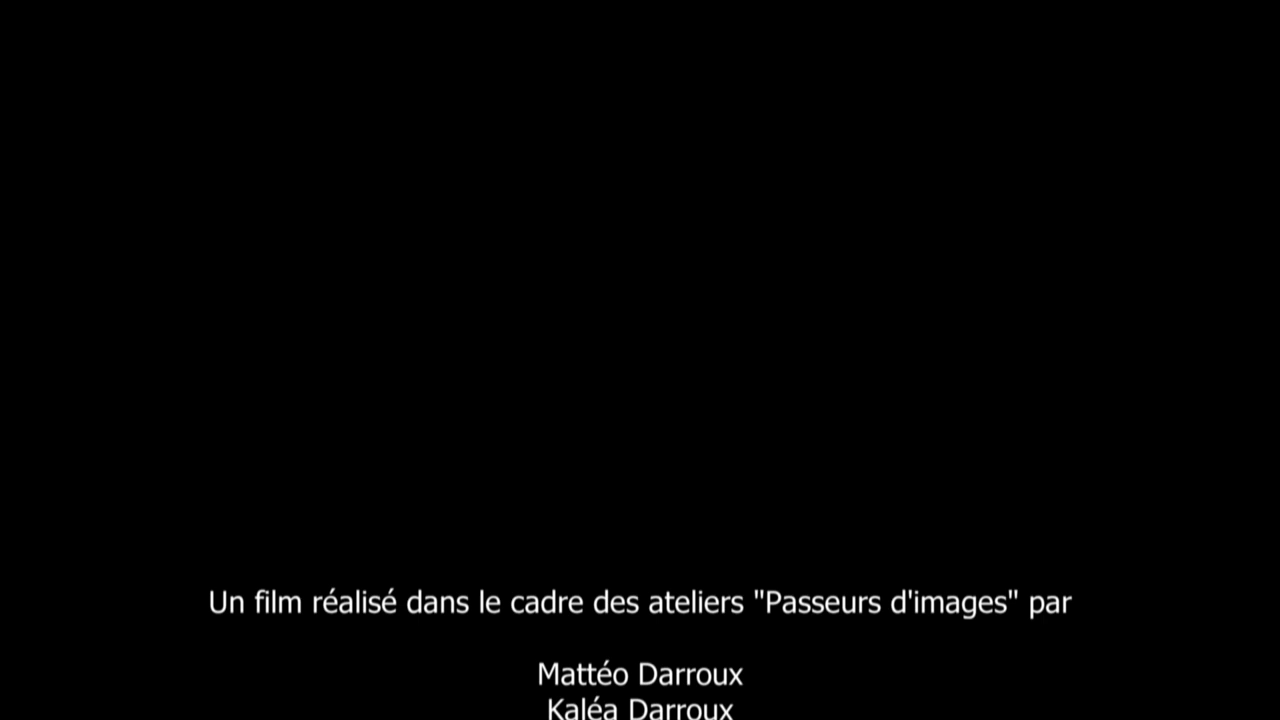 Un film réalisé dans le cadre des ateliers "Passeurs d'images" par
Mattéo Darroux
Kaléa Darroux